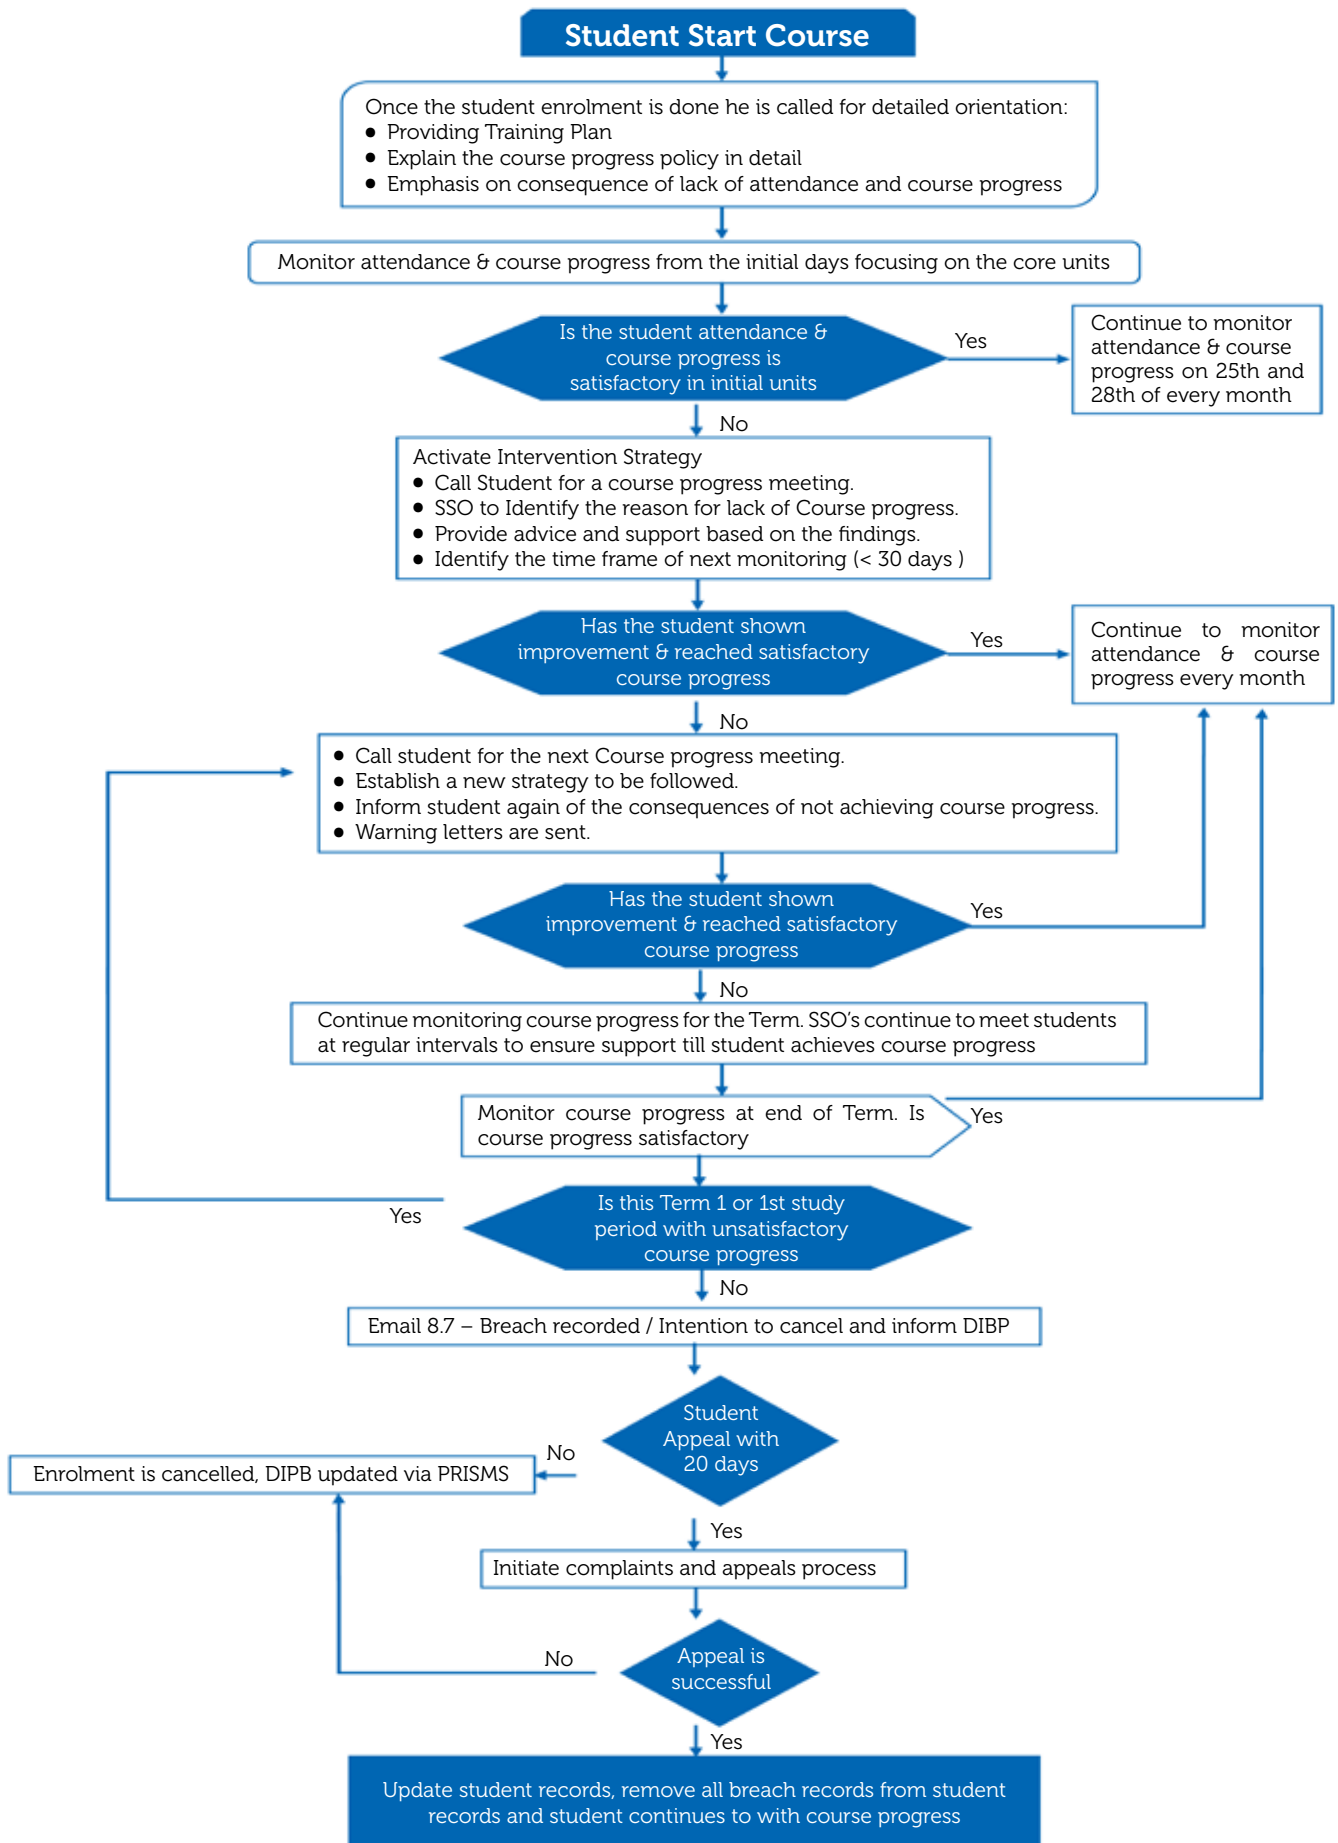 Student Start Course
Once the student enrolment is done he is called for detailed orientation:
● Providing Training Plan
● Explain the course progress policy in detail
● Emphasis on consequence of lack of attendance and course progress
Monitor attendance & course progress from the initial days focusing on the core units
Is the student attendance &
course progress is
satisfactory in initial units
Yes
Continue to monitor
attendance & course
progress on 25th and
28th of every month
No
Activate Intervention Strategy
● Call Student for a course progress meeting.
● SSO to Identify the reason for lack of Course progress.
● Provide advice and support based on the findings.
● Identify the time frame of next monitoring (< 30 days )
Has the student shown
improvement & reached satisfactory
course progress
Yes
Continue to monitor
attendance & course
progress every month
No
● Call student for the next Course progress meeting.
● Establish a new strategy to be followed.
● Inform student again of the consequences of not achieving course progress.
● Warning letters are sent.
Has the student shown
improvement & reached satisfactory
course progress
Yes
No
Continue monitoring course progress for the Term. SSO's continue to meet students
at regular intervals to ensure support till student achieves course progress
Monitor course progress at end of Term. Is
course progress satisfactory
Yes
Is this Term 1 or 1st study
period with unsatisfactory
course progress
Yes
No
Email 8.7 – Breach recorded / Intention to cancel and inform DIBP
Student
Appeal with
20 days
No
Enrolment is cancelled, DIPB updated via PRISMS
Yes
Initiate complaints and appeals process
Appeal is
successful
No
Yes
Update student records, remove all breach records from student
records and student continues to with course progress